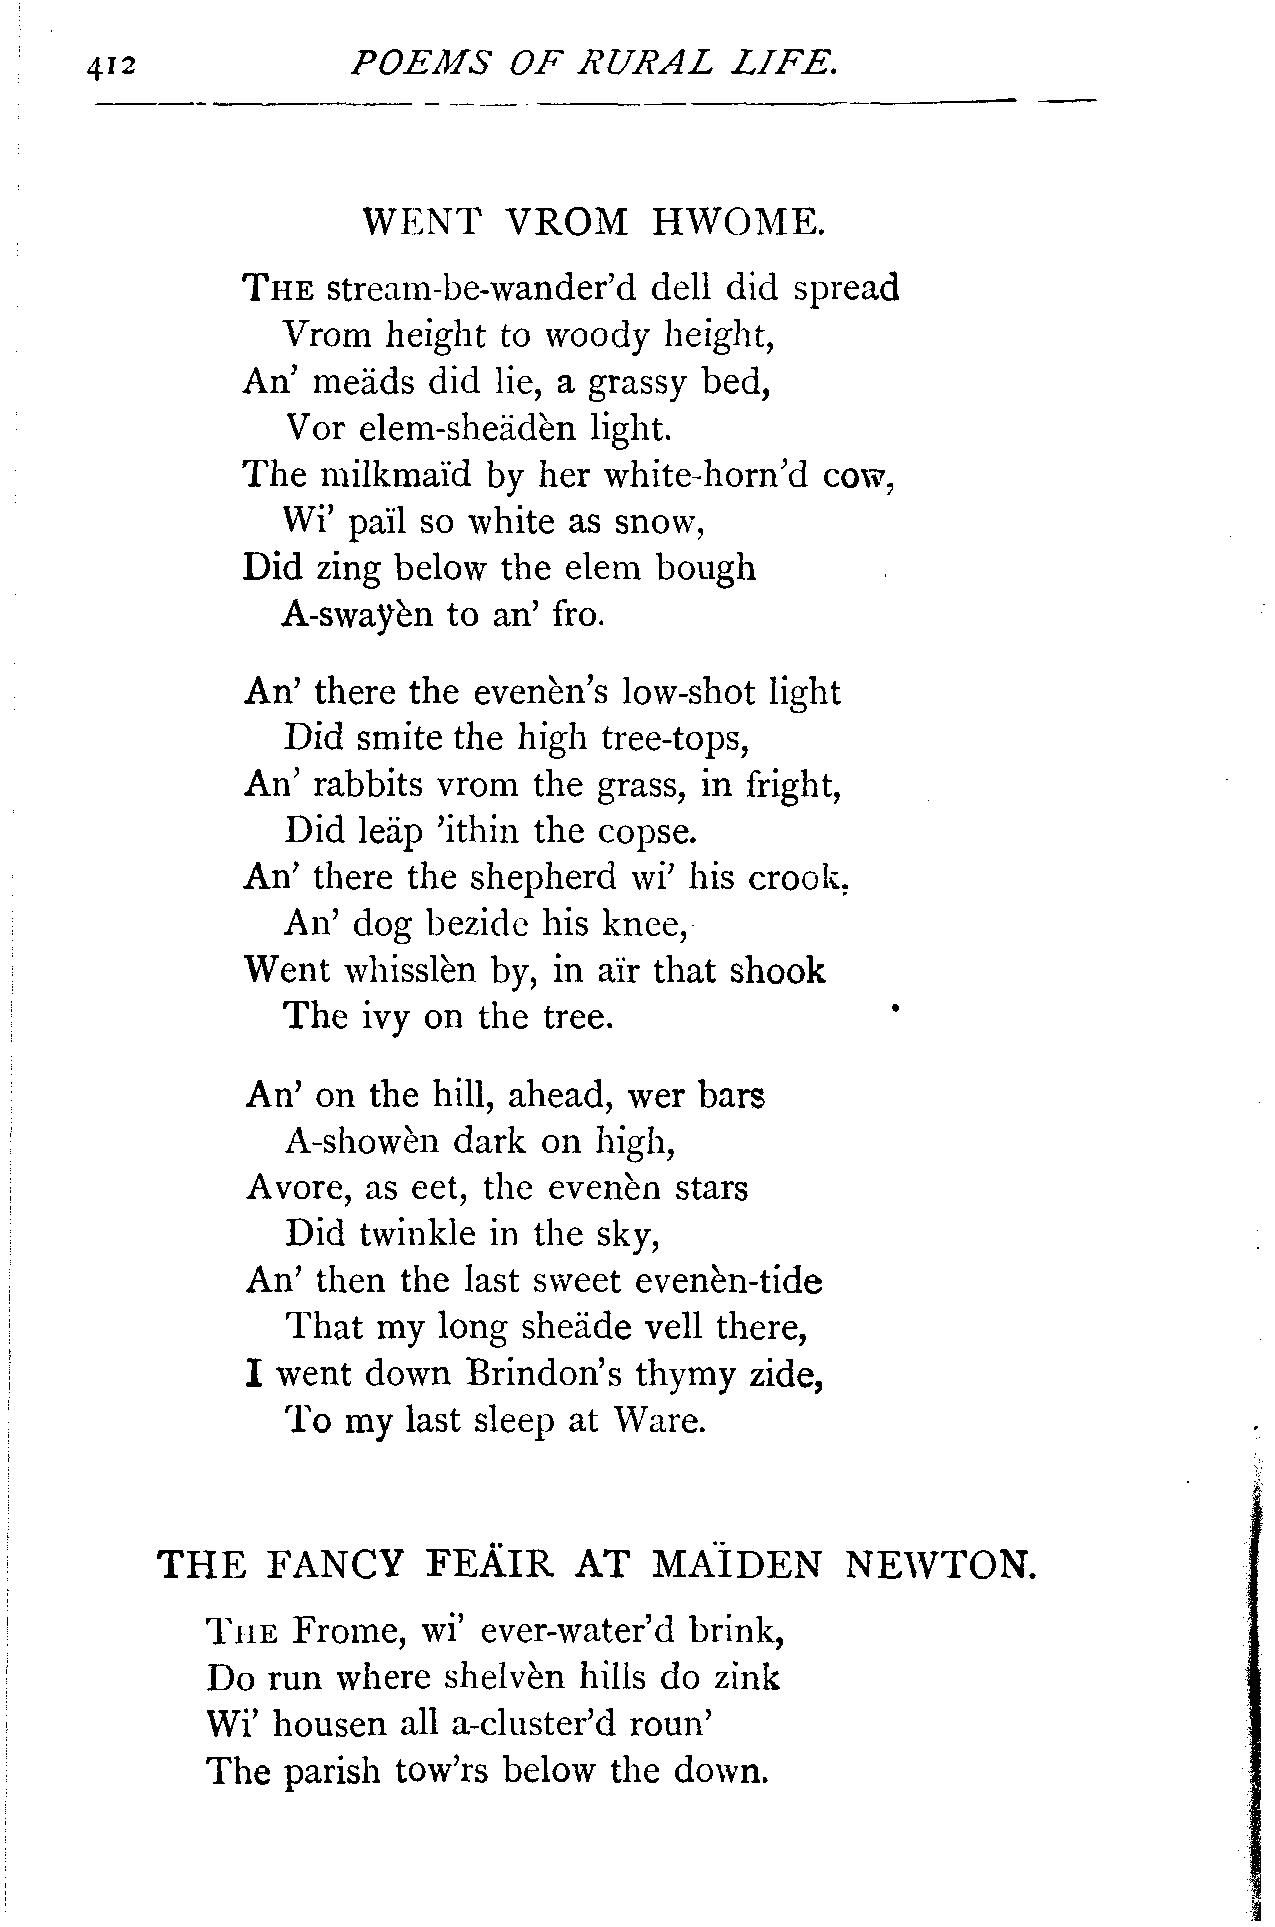 412 POEMS OF RURAL LIFE.
WENT VROM HWOME.
THE stream-be-wander'd dell did spread
Vrom height to woody height,
An' meäds did lie, a grassy bed,
Vor elem-sheädèn light.
The milkmaïd by her white-horn'd cow,
Wi' païl so white as snow,
Did zing below the elem bough
A-swayèn to an' fro.
An' there the evenèn's low-shot light
Did smite the high tree-tops,
An' rabbits vrom the grass, in fright,
Did leäp 'ithin the copse.
An' there the shepherd wi' his crook,
An' dog bezide his knee,
Went whisslèn by, in aïr that shook
The ivy on the tree.
An' on the hill, ahead, wer bars
A-showèn dark on high,
Avore, as eet, the evenèn stars
Did twinkle in the sky,
An' then the last sweet evenèn-tide
That my long sheäde vell there,
I went down Brindon's thymy zide,
To my last sleep at Ware.
THE FANCY FEÄIR AT MAÏDEN NEWTON.
THE Frome, wi' ever-water'd brink,
Do run where shelvèn hills do zink
Wi' housen all a-cluster'd roun'
The parish tow'rs below the down.